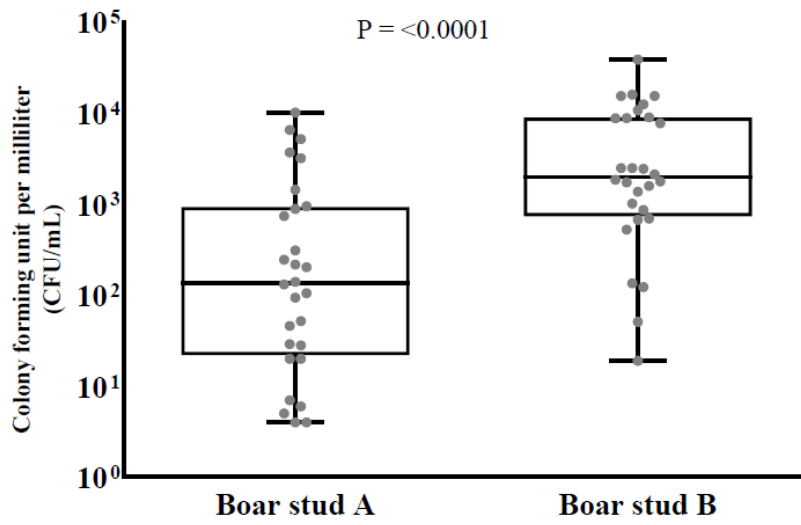 P = <0.0001
Colony forming unit per milliliter
(CFU/mL)
10⁵
10⁴
10³
10²
10¹
10⁰
Boar stud A
Boar stud B